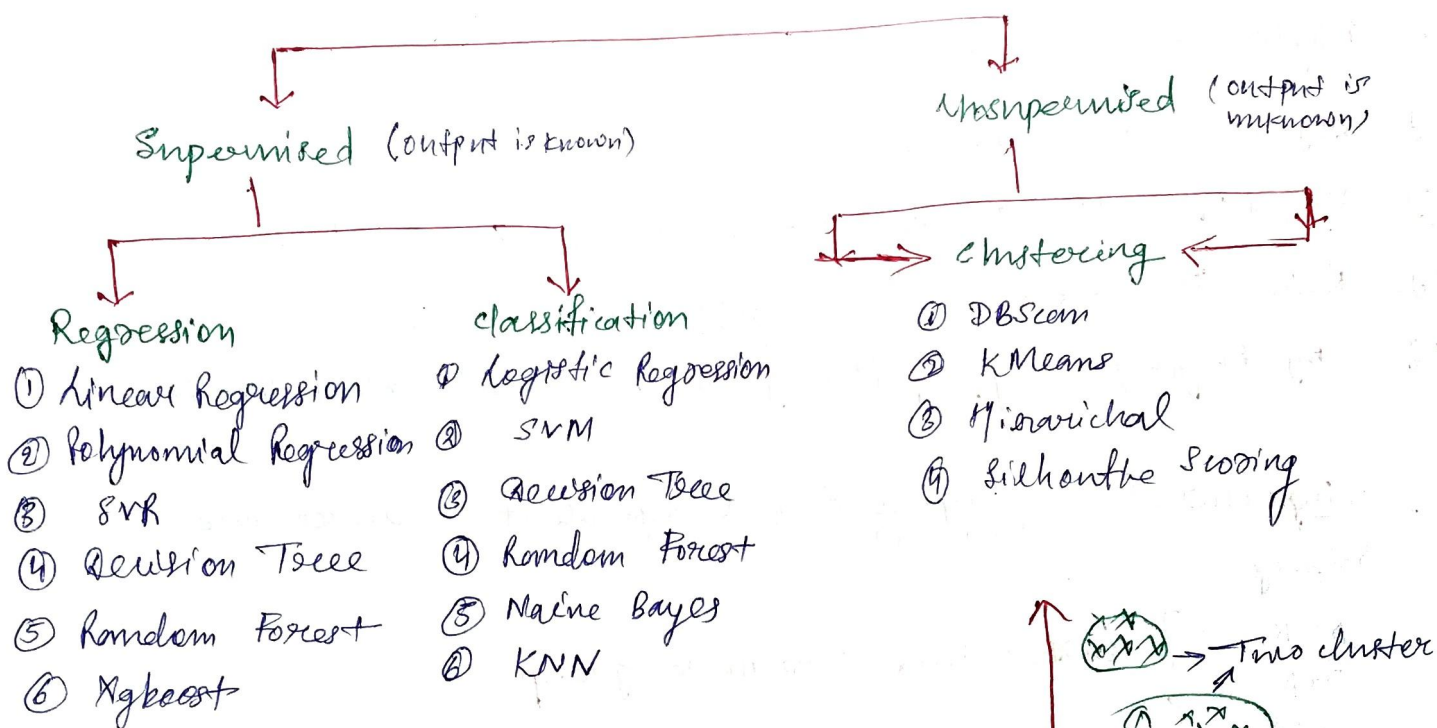 Supervised (output is known)
Unsupervised (output is
unknown)
Regression
① Linear Regression
② Polynomial Regression
③ SVR
④ Decision Tree
⑤ Random Forest
⑥ Xgboost
classification
① Logistic Regression
② SVM
③ Decision Tree
④ Random Forest
⑤ Naive Bayes
⑥ KNN
clustering
① DBScan
② KMeans
③ Hierarichal
④ Silhoutte Scoring
Two cluster